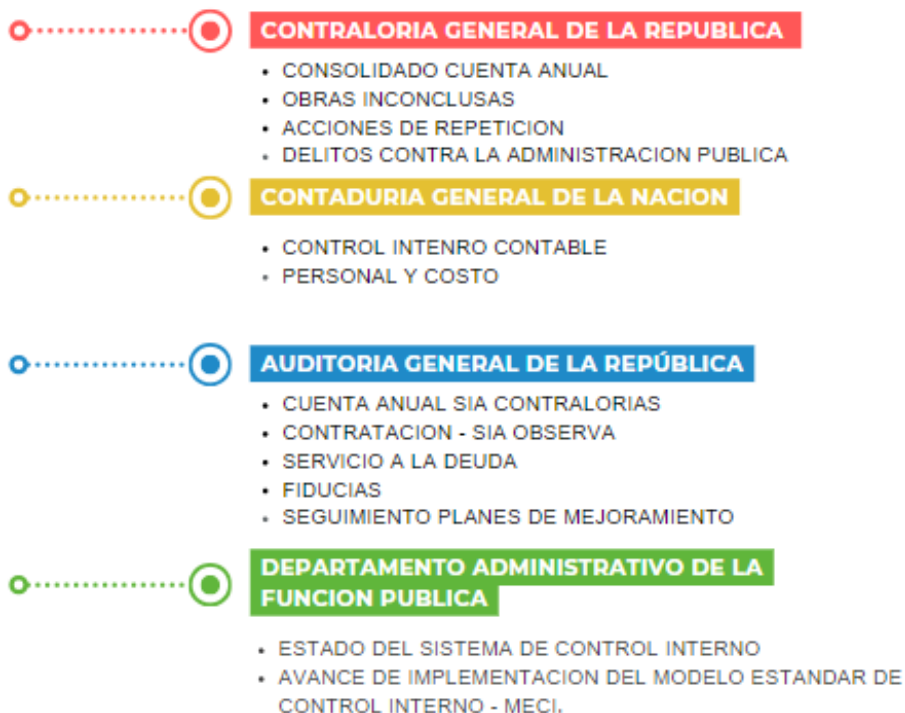 CONTRALORIA GENERAL DE LA REPUBLICA
• CONSOLIDADO CUENTA ANUAL
• OBRAS INCONCLUSAS
• ACCIONES DE REPETICION
• DELITOS CONTRA LA ADMINISTRACION PUBLICA
CONTADURIA GENERAL DE LA NACION
• CONTROL INTENRO CONTABLE
• PERSONAL Y COSTO
AUDITORIA GENERAL DE LA REPÚBLICA
• CUENTA ANUAL SIA CONTRALORIAS
• CONTRATACION - SIA OBSERVA
• SERVICIO A LA DEUDA
• FIDUCIAS
• SEGUIMIENTO PLANES DE MEJORAMIENTO
DEPARTAMENTO ADMINISTRATIVO DE LA
FUNCION PUBLICA
• ESTADO DEL SISTEMA DE CONTROL INTERNO
• AVANCE DE IMPLEMENTACION DEL MODELO ESTANDAR DE
CONTROL INTERNO - MECI.